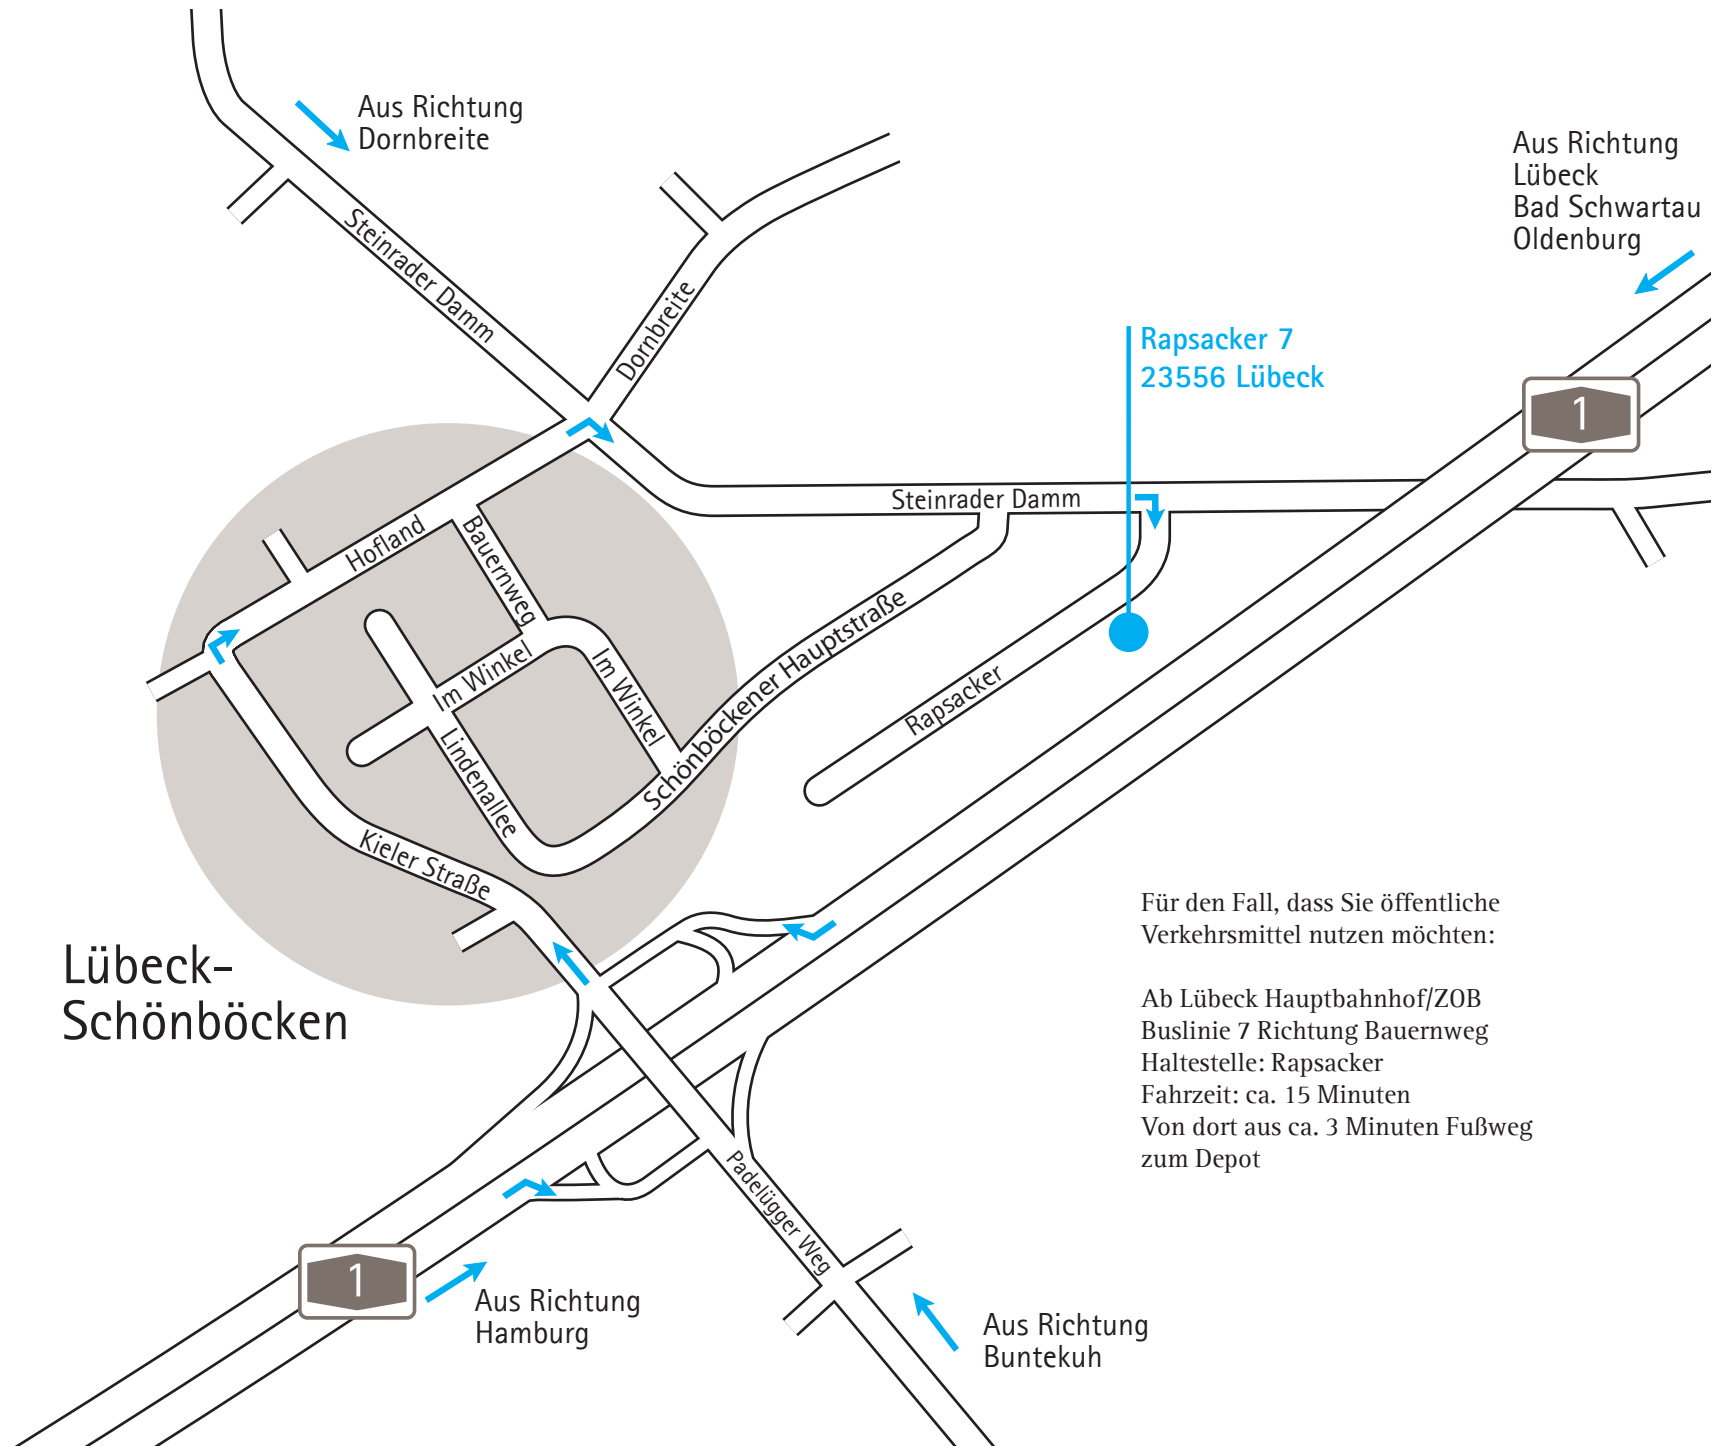 Aus Richtung
Dornbreite
Aus Richtung
Lübeck
Bad Schwartau
Oldenburg
Steinrader Damm
Dornbreite
Rapsacker 7
23556 Lübeck
1
Steinrader Damm
Hofland
Bauernweg
Im Winkel
Im Winkel
Schönböckener Hauptstraße
Rapsacker
Lindenallee
Kieler Straße
Lübeck-
Schönböcken
Für den Fall, dass Sie öffentliche
Verkehrsmittel nutzen möchten:
Ab Lübeck Hauptbahnhof/ZOB
Buslinie 7 Richtung Bauernweg
Haltestelle: Rapsacker
Fahrzeit: ca. 15 Minuten
Von dort aus ca. 3 Minuten Fußweg
zum Depot
Padelügger Weg
1
Aus Richtung
Hamburg
Aus Richtung
Buntekuh